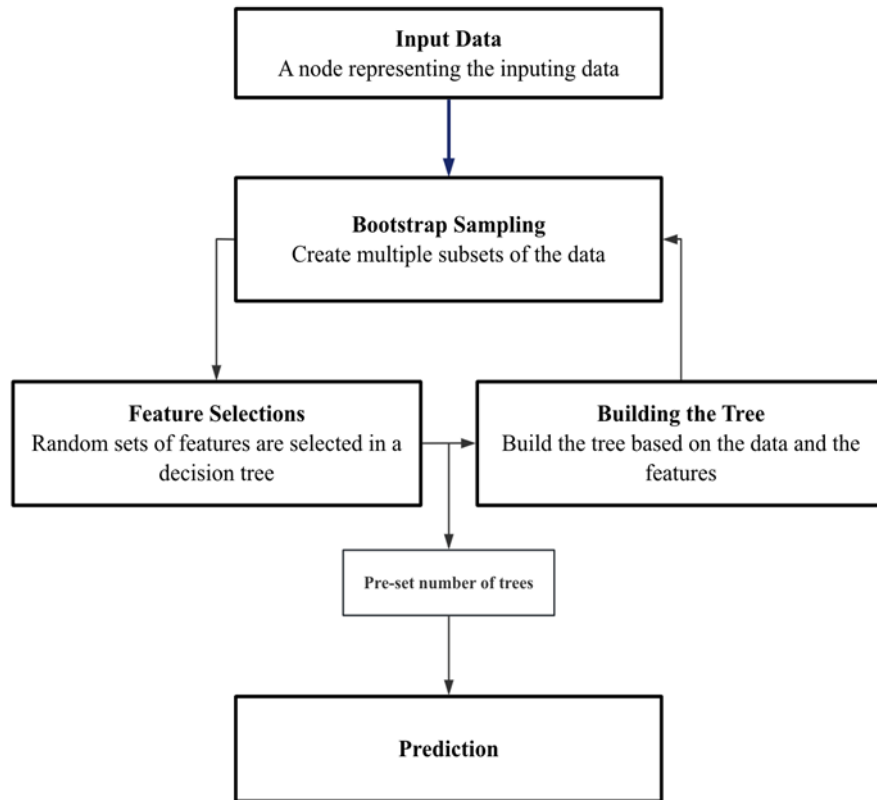 Input Data
A node representing the inputing data
Bootstrap Sampling
Create multiple subsets of the data
Feature Selections
Random sets of features are selected in a
decision tree
Building the Tree
Build the tree based on the data and the
features
Pre-set number of trees
Prediction